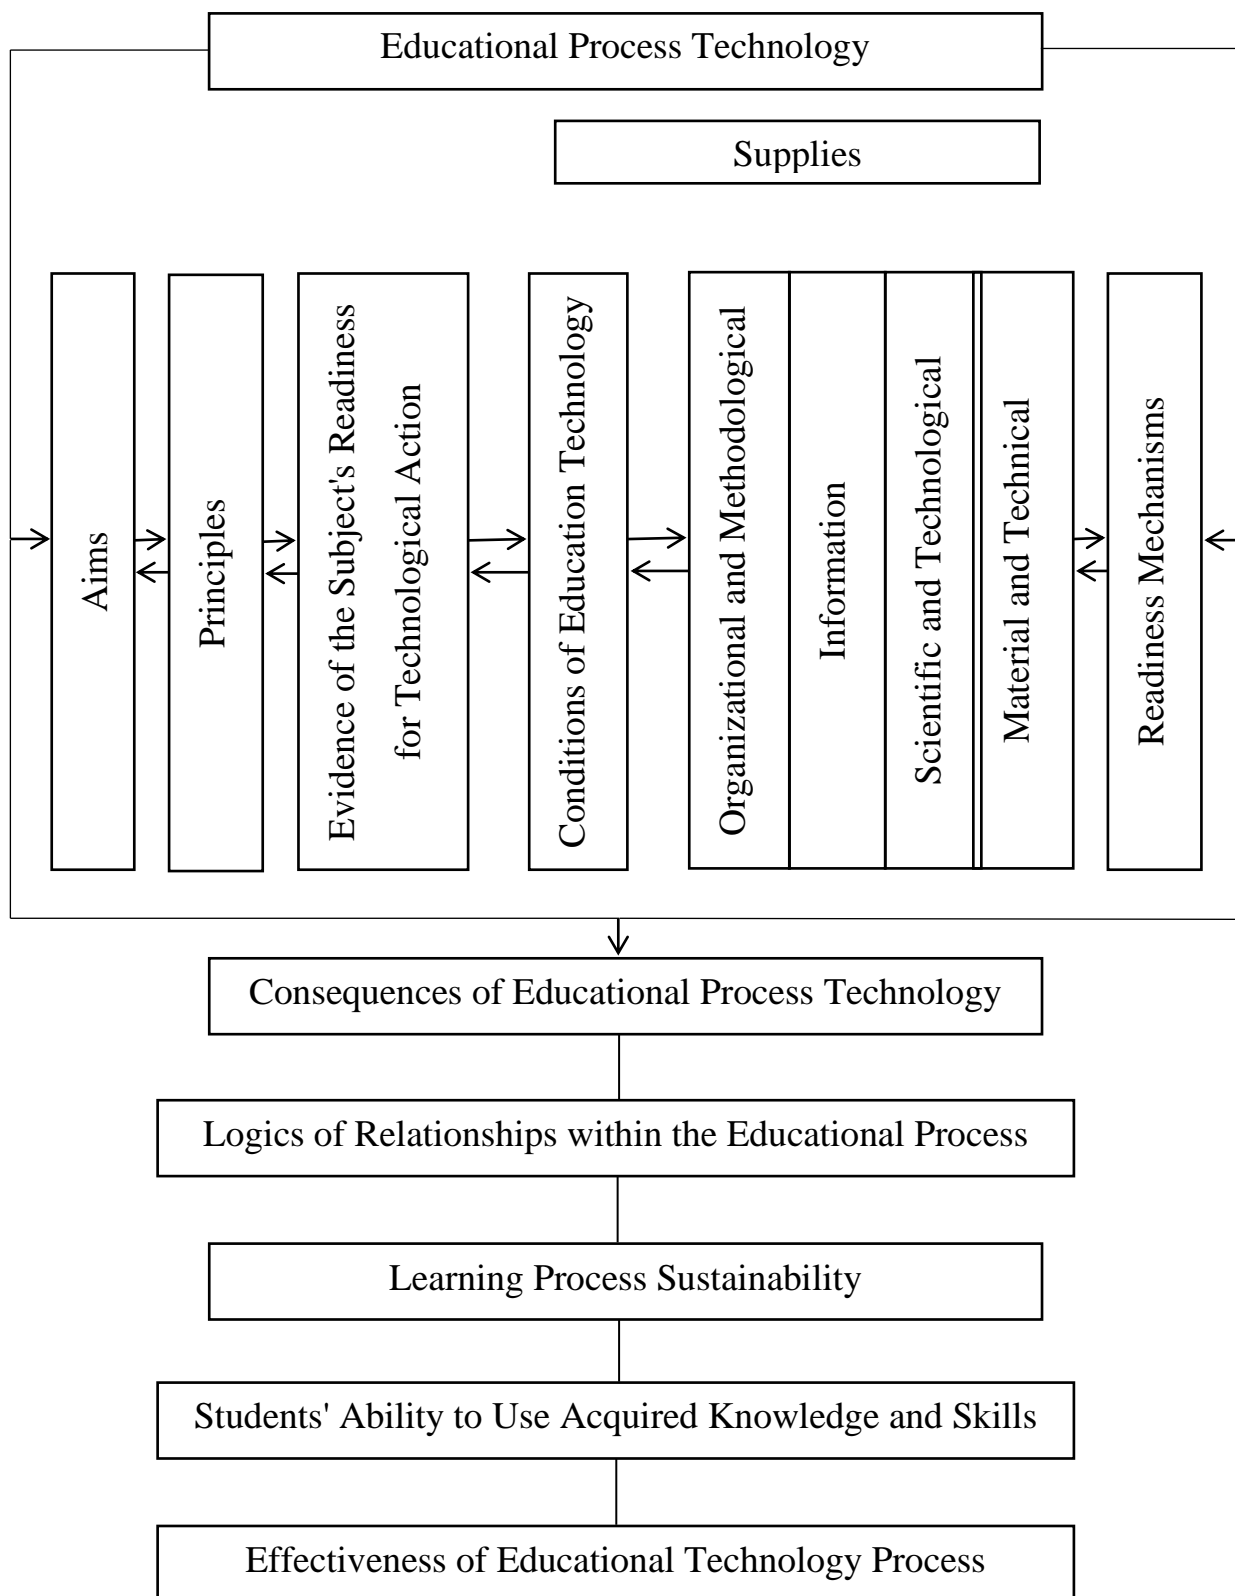 Educational Process Technology
Supplies
Aims
Principles
Evidence of the Subject's Readiness
for Technological Action
Conditions of Education Technology
Organizational and Methodological
Information
Scientific and Technological
Material and Technical
Readiness Mechanisms
Consequences of Educational Process Technology
Logics of Relationships within the Educational Process
Learning Process Sustainability
Students' Ability to Use Acquired Knowledge and Skills
Effectiveness of Educational Technology Process